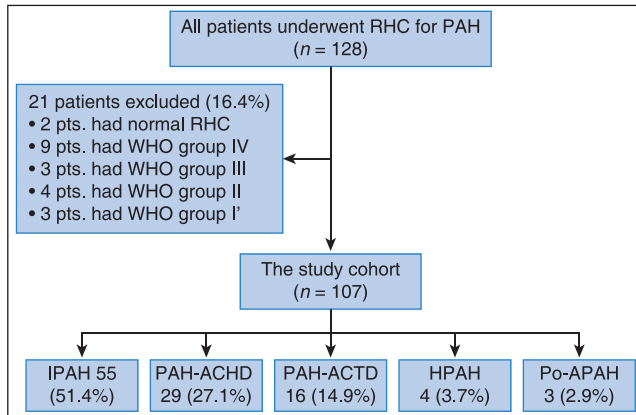 All patients underwent RHC for PAH
(n = 128)
21 patients excluded (16.4%)
• 2 pts. had normal RHC
• 9 pts. had WHO group IV
• 3 pts. had WHO group III
• 4 pts. had WHO group II
• 3 pts. had WHO group I'
The study cohort
(n = 107)
IPAH 55
(51.4%)
PAH-ACHD
29 (27.1%)
PAH-ACTD
16 (14.9%)
HPAH
4 (3.7%)
Po-APAH
3 (2.9%)